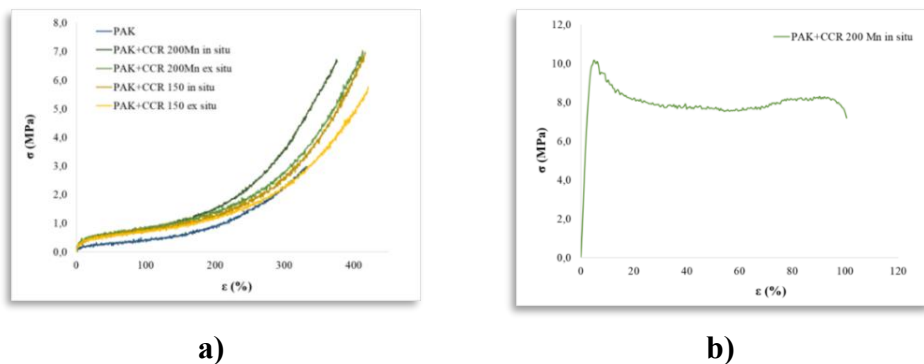 8,0
7,0
6,0
5,0
4,0
3,0
2,0
1,0
0,0
σ (MPa)
PAK
PAK+CCR 200Mn in situ
PAK+CCR 200Mn ex situ
PAK+CCR 150 in situ
PAK+CCR 150 ex situ
0 100 200 300 400
ε (%)
a)
12,0
10,0
8,0
6,0
4,0
2,0
0,0
σ (MPa)
PAK+CCR 200 Mn in situ
0 20 40 60 80 100 120
ε (%)
b)